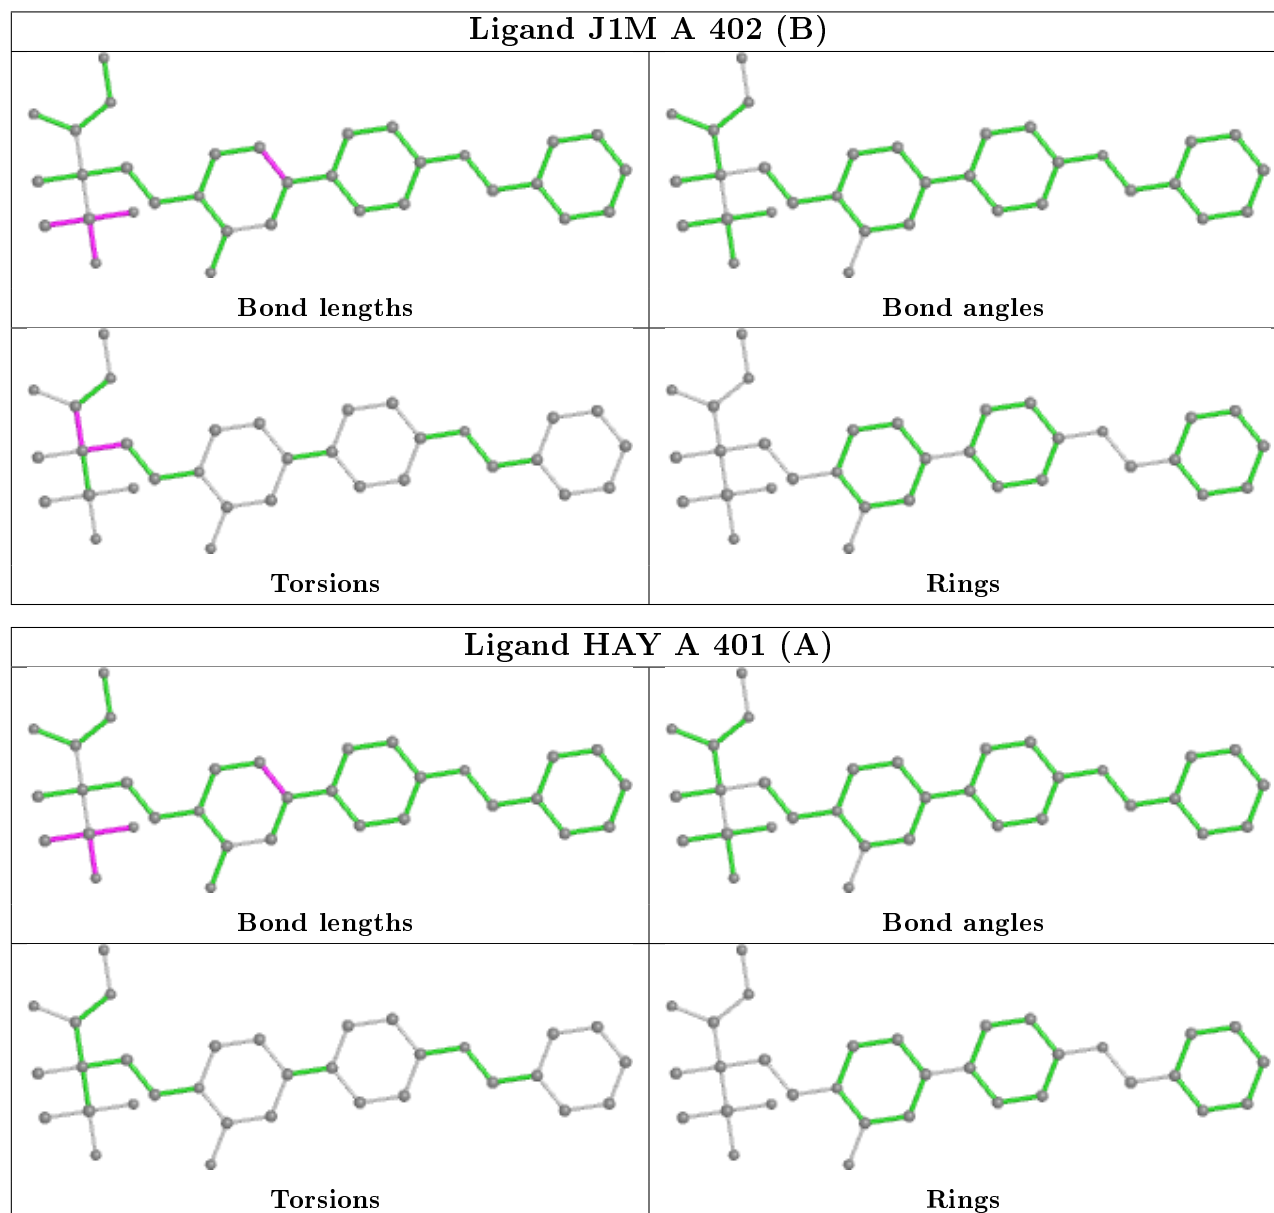 Ligand J1M A 402 (B)
Bond lengths
Bond angles
Torsions
Rings
Ligand HAY A 401 (A)
Bond lengths
Bond angles
Torsions
Rings